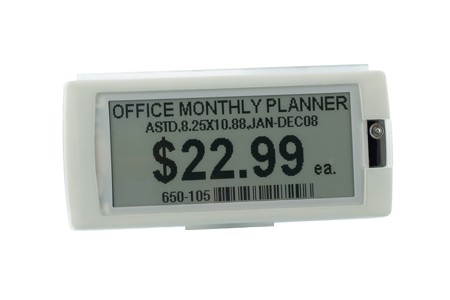 OFFICE MONTHLY PLANNER
ASTD,8.25X10.88,JAN-DEC08
$22.99 ea.
650-105